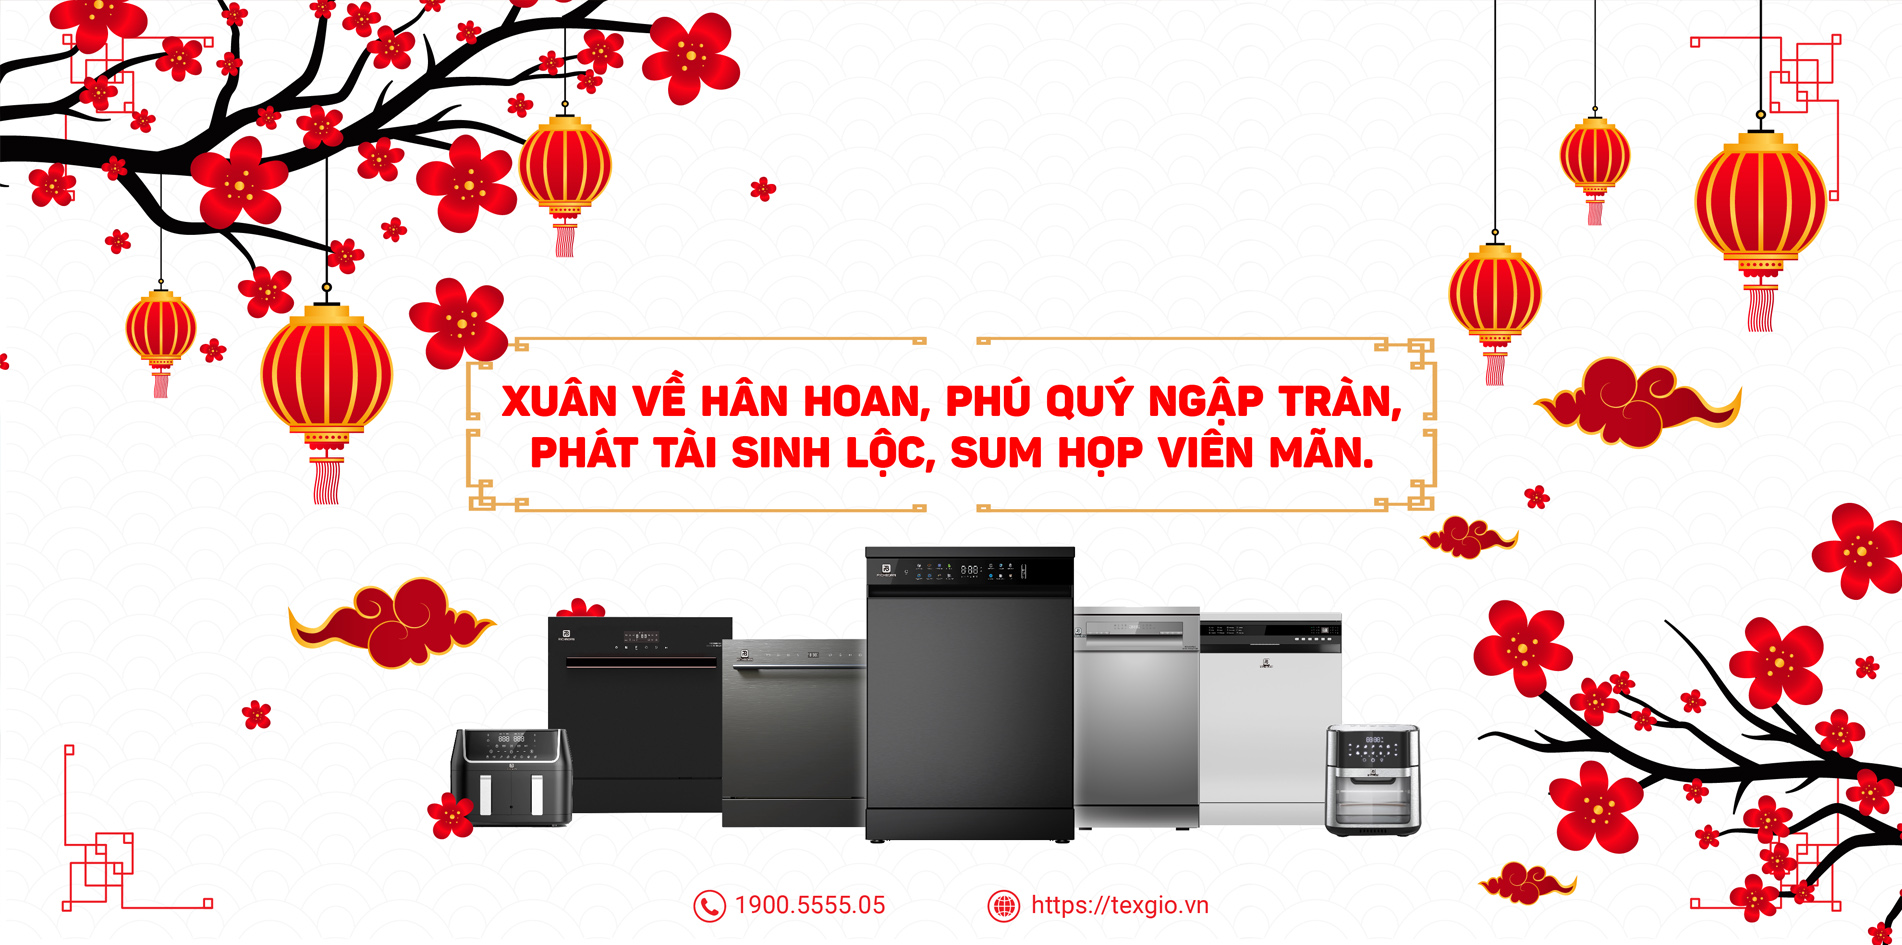 XUÂN VỀ HÂN HOAN, PHÚ QUÝ NGẬP TRÀN,
PHÁT TÀI SINH LỘC, SUM HỌP VIÊN MÃN.
1900.5555.05
https://texgio.vn